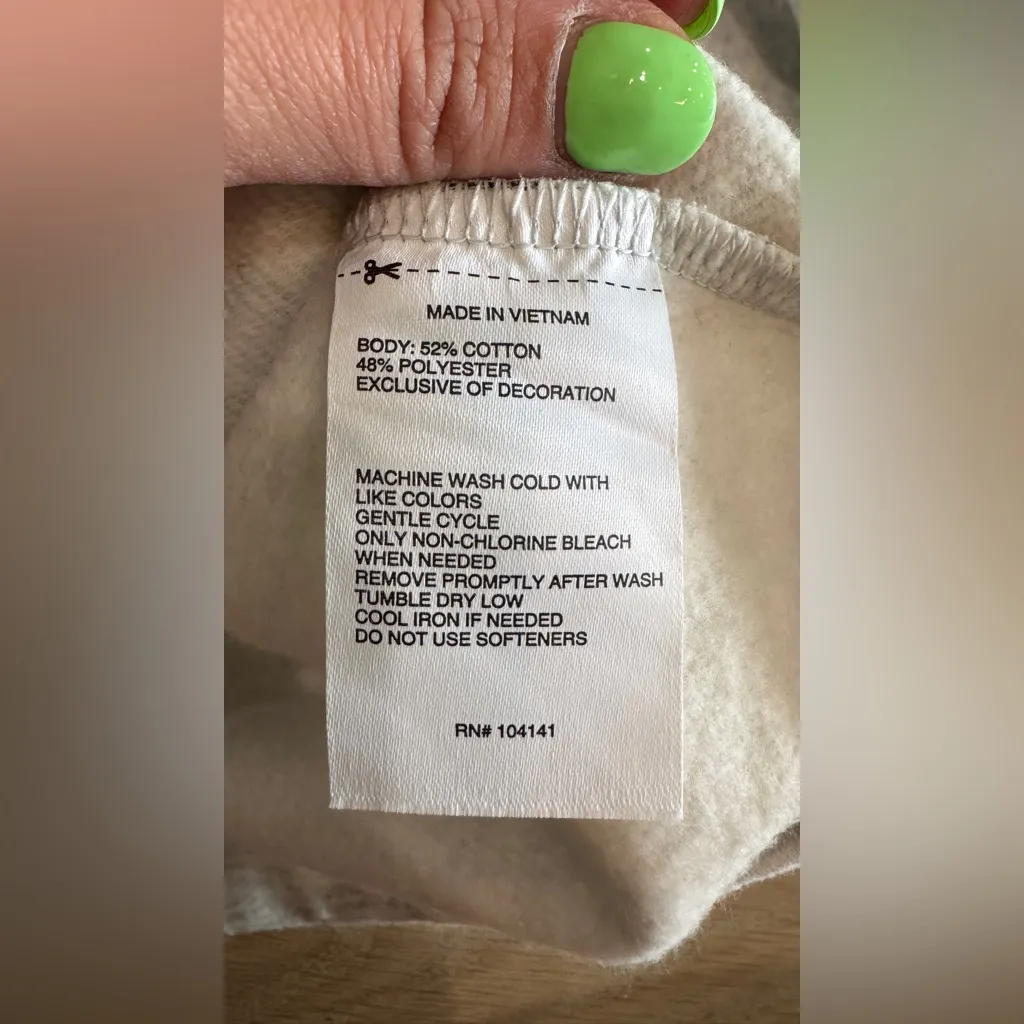 MADE IN VIETNAM
BODY: 52% COTTON
48% POLYESTER
EXCLUSIVE OF DECORATION
MACHINE WASH COLD WITH
LIKE COLORS
GENTLE CYCLE
ONLY NON-CHLORINE BLEACH
WHEN NEEDED
REMOVE PROMPTLY AFTER WASH
TUMBLE DRY LOW
COOL IRON IF NEEDED
DO NOT USE SOFTENERS
RN# 104141